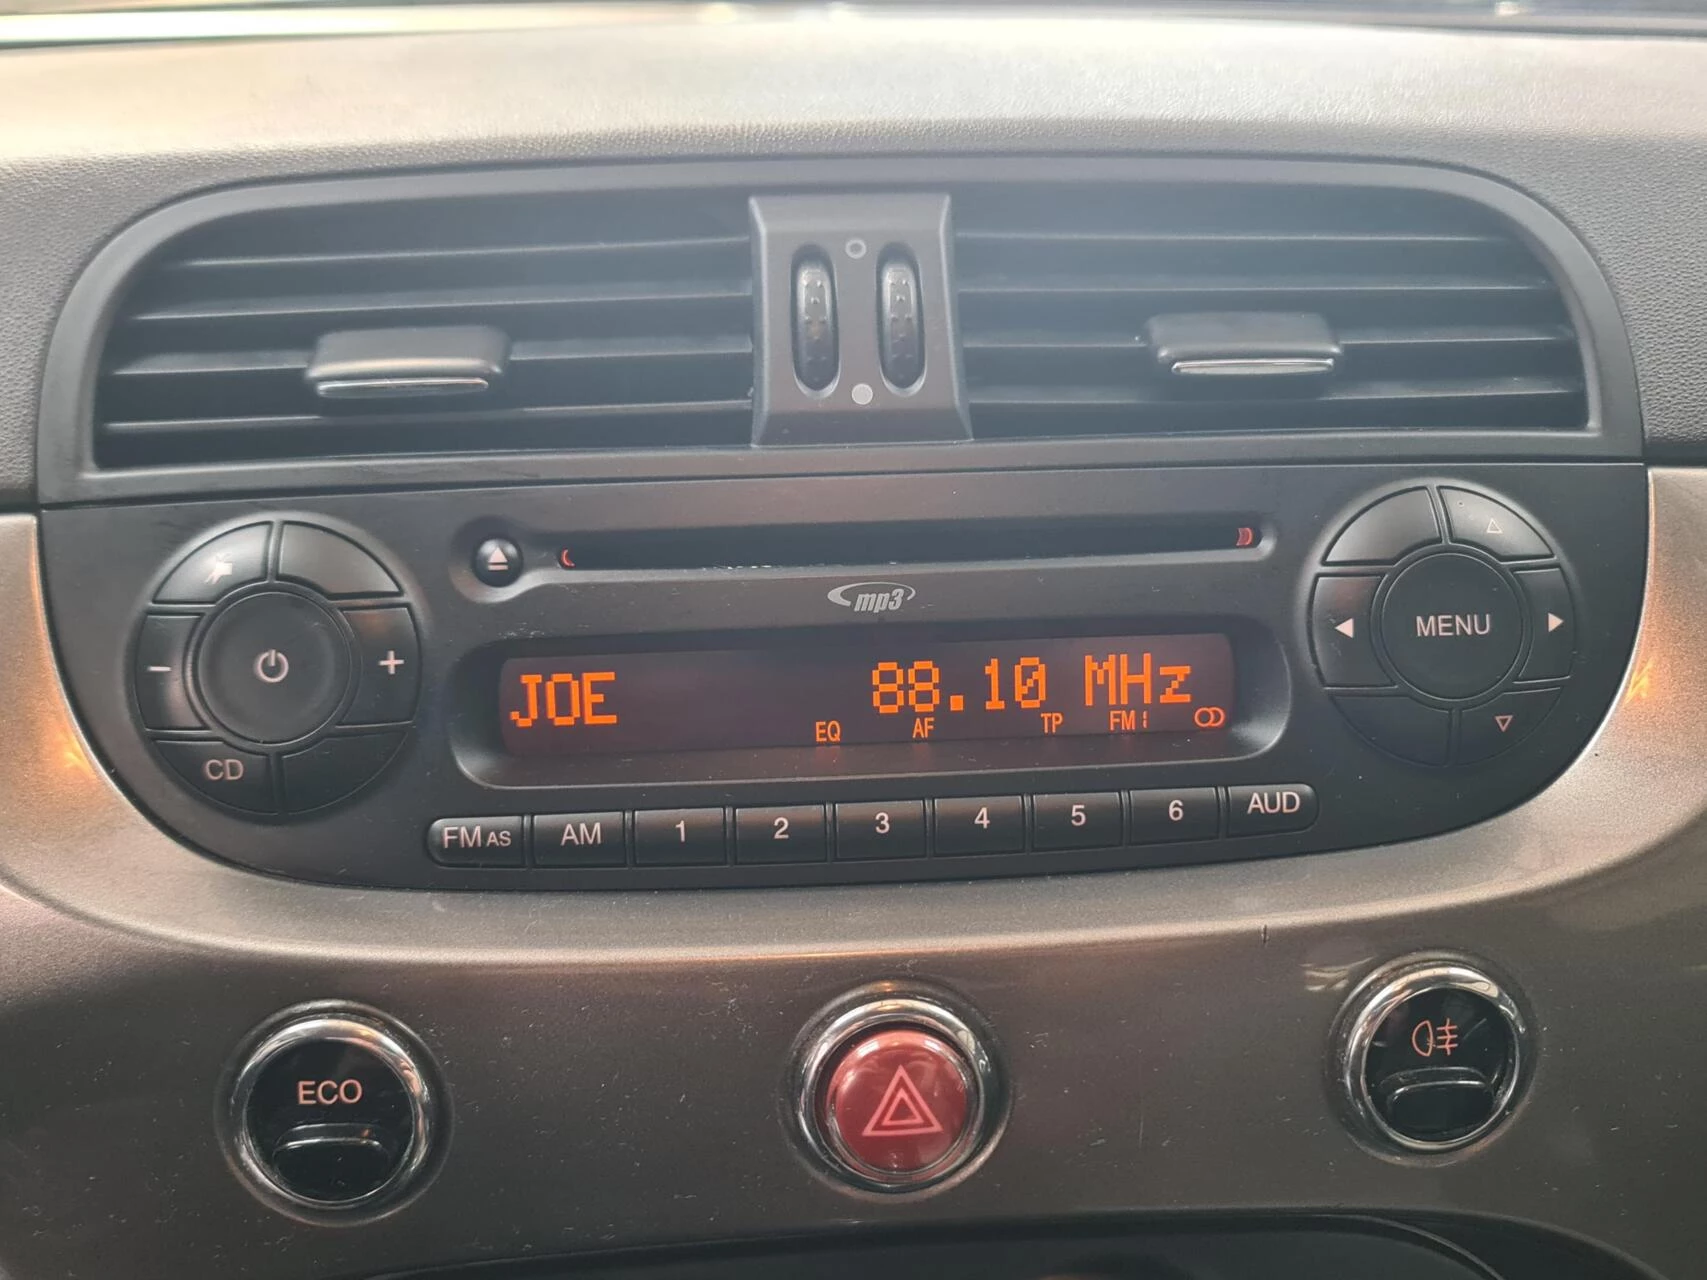 mp3
JOE 88.10 MHz
EQ AF TP FM1
MENU
CD
FM AS AM 1 2 3 4 5 6 AUD
ECO